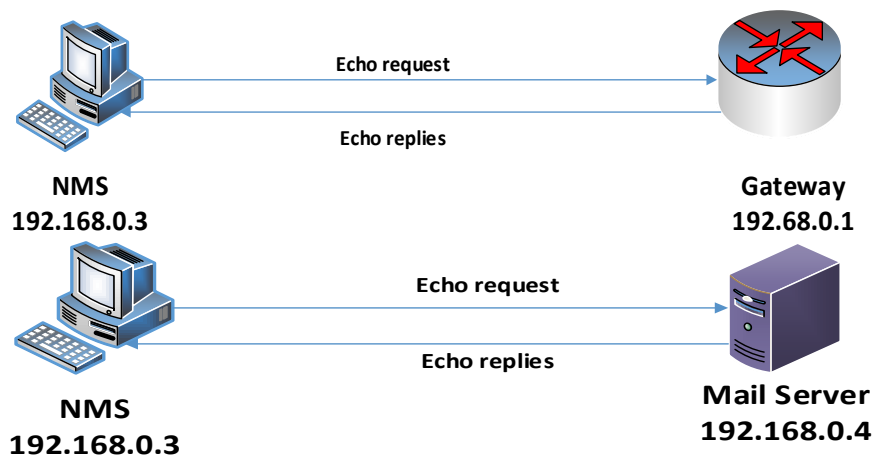 Echo request
Echo replies
NMS
192.168.0.3
Gateway
192.68.0.1
Echo request
Echo replies
NMS
192.168.0.3
Mail Server
192.168.0.4